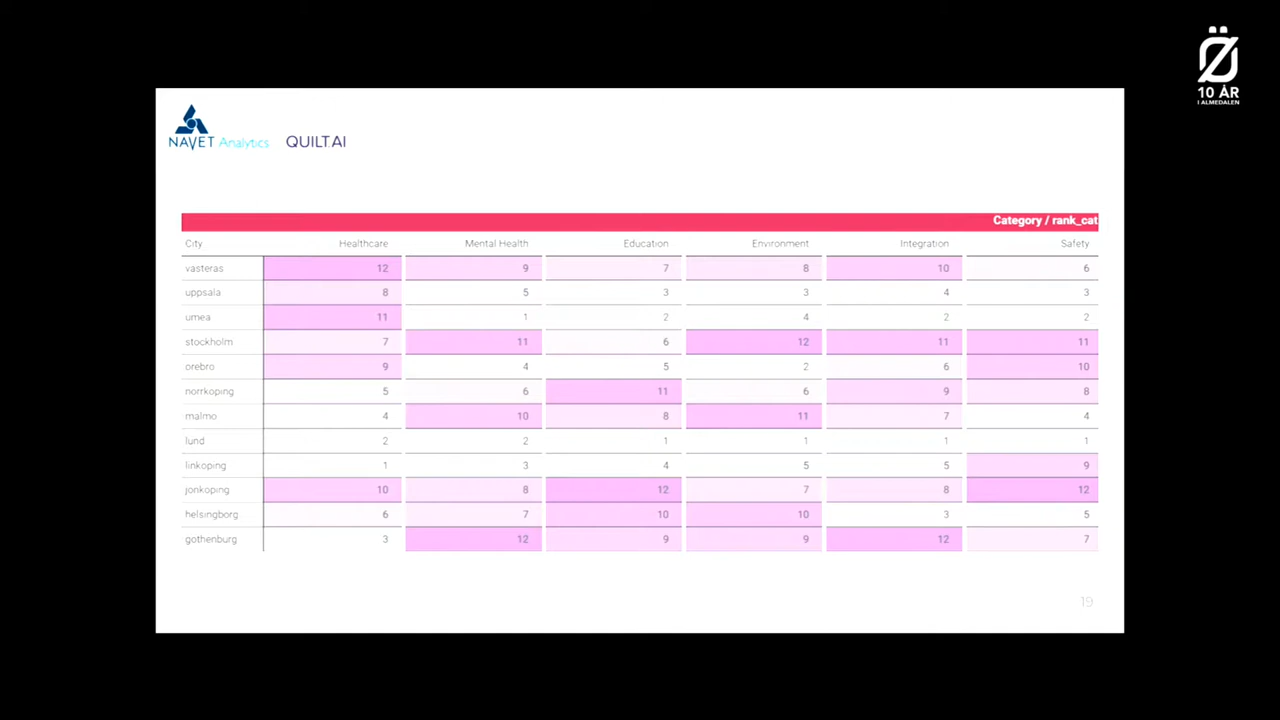 10 ÅR
I ALMEDALEN
NAVET Analytics QUILT.AI
Category / rank_cat
City Healthcare Mental Health Education Environment Integration Safety
vasteras 12 9 7 8 10 6
uppsala 8 5 3 3 4 3
umea 11 1 2 4 2 2
stockholm 7 11 6 12 11 11
orebro 9 4 5 2 6 10
norrkoping 5 6 11 6 9 8
malmo 4 10 8 11 7 4
lund 2 2 1 1 1 1
linkoping 1 3 4 5 5 9
jonkoping 10 8 12 7 8 12
helsingborg 6 7 10 10 3 5
gothenburg 3 12 9 9 12 7
19